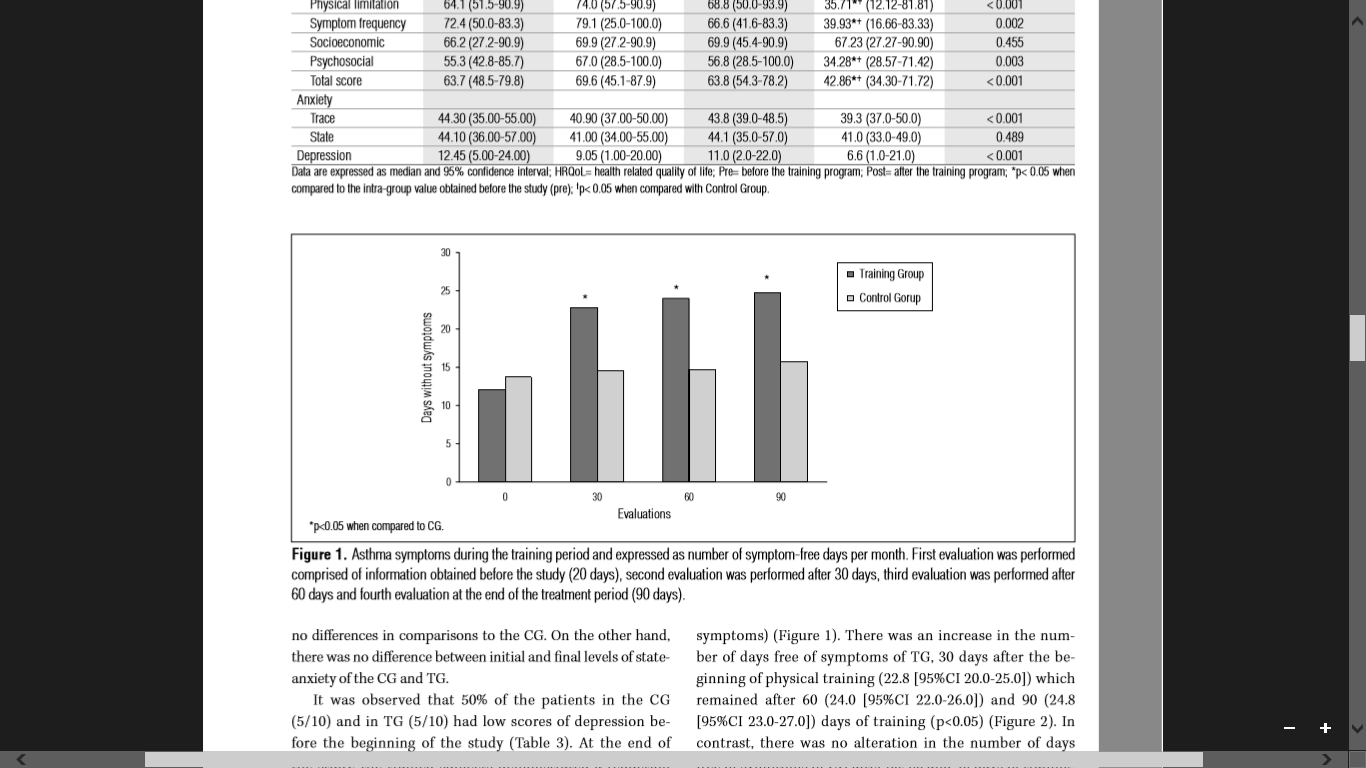 Physical limitation 64.1 (51.5-90.9) 74.0 (57.5-90.9) 68.8 (50.0-93.9) 35.71*† (12.12-81.81) <0.001
Symptom frequency 72.4 (50.0-83.3) 79.1 (25.0-100.0) 66.6 (41.6-83.3) 39.93*† (16.66-83.33) 0.002
Socioeconomic 66.2 (27.2-90.9) 69.9 (27.2-90.9) 69.9 (45.4-90.9) 67.23 (27.27-90.90) 0.455
Psychosocial 55.3 (42.8-85.7) 67.0 (28.5-100.0) 56.8 (28.5-100.0) 34.28*† (28.57-71.42) 0.003
Total score 63.7 (48.5-79.8) 69.6 (45.1-87.9) 63.8 (54.3-78.2) 42.86*† (34.30-71.72) <0.001
Anxiety
Trace 44.30 (35.00-55.00) 40.90 (37.00-50.00) 43.8 (39.0-48.5) 39.3 (37.0-50.0) <0.001
State 44.10 (36.00-57.00) 41.00 (34.00-55.00) 44.1 (35.0-57.0) 41.0 (33.0-49.0) 0.489
Depression 12.45 (5.00-24.00) 9.05 (1.00-20.00) 11.0 (2.0-22.0) 6.6 (1.0-21.0) <0.001
Data are expressed as median and 95% confidence interval; HRQoL= health related quality of life; Pre= before the training program; Post= after the training program; *p< 0.05 when
compared to the intra-group value obtained before the study (pre); †p< 0.05 when compared with Control Group.
30
25
20
15
10
5
0
Days without symptoms
* * *
Training Group
Control Gorup
0 30 60 90
Evaluations
*p<0.05 when compared to CG.
Figure 1. Asthma symptoms during the training period and expressed as number of symptom-free days per month. First evaluation was performed
comprised of information obtained before the study (20 days), second evaluation was performed after 30 days, third evaluation was performed after
60 days and fourth evaluation at the end of the treatment period (90 days).
no differences in comparisons to the CG. On the other hand,
there was no difference between initial and final levels of state-
anxiety of the CG and TG.
It was observed that 50% of the patients in the CG
(5/10) and in TG (5/10) had low scores of depression be-
fore the beginning of the study (Table 3). At the end of
symptoms) (Figure 1). There was an increase in the num-
ber of days free of symptoms of TG, 30 days after the be-
ginning of physical training (22.8 [95%CI 20.0-25.0]) which
remained after 60 (24.0 [95%CI 22.0-26.0]) and 90 (24.8
[95%CI 23.0-27.0]) days of training (p<0.05) (Figure 2). In
contrast, there was no alteration in the number of days